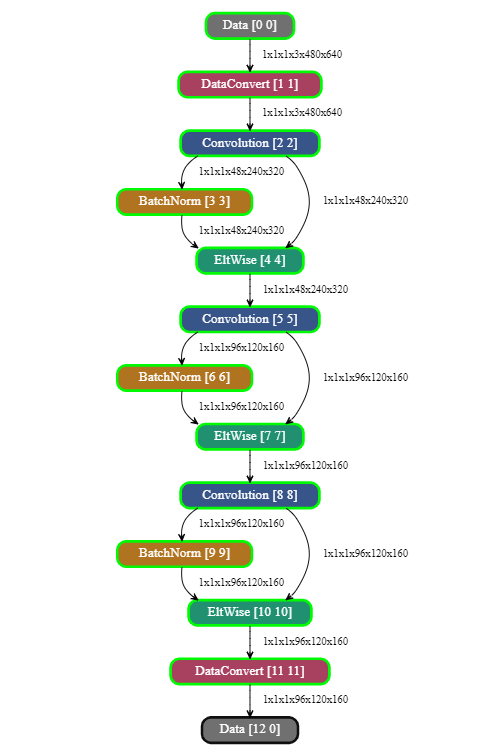 Data [0 0]
1x1x1x3x480x640
DataConvert [1 1]
1x1x1x3x480x640
Convolution [2 2]
1x1x1x48x240x320
BatchNorm [3 3]
1x1x1x48x240x320
1x1x1x48x240x320
EltWise [4 4]
1x1x1x48x240x320
Convolution [5 5]
1x1x1x96x120x160
BatchNorm [6 6]
1x1x1x96x120x160
1x1x1x96x120x160
EltWise [7 7]
1x1x1x96x120x160
Convolution [8 8]
1x1x1x96x120x160
BatchNorm [9 9]
1x1x1x96x120x160
1x1x1x96x120x160
EltWise [10 10]
1x1x1x96x120x160
DataConvert [11 11]
1x1x1x96x120x160
Data [12 0]